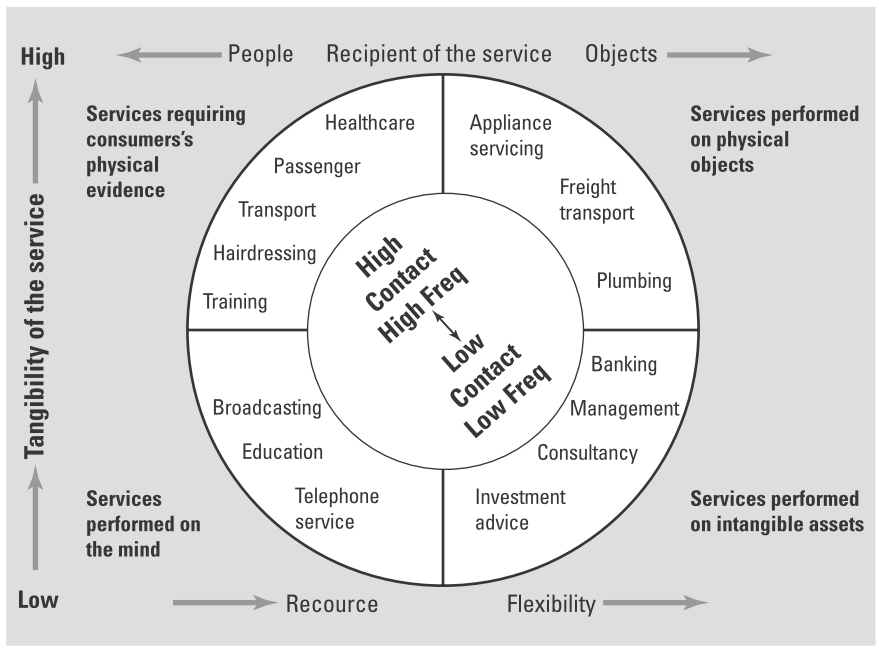 High
People
Recipient of the service
Objects
Services requiring
consumers's
physical
evidence
Healthcare
Passenger
Transport
Hairdressing
Training
Appliance
servicing
Freight
transport
Plumbing
Services performed
on physical
objects
Tangibility of the service
High
Contact
High Freq
Low
Contact
Low Freq
Broadcasting
Education
Telephone
service
Banking
Management
Consultancy
Investment
advice
Services
performed on
the mind
Services performed
on intangible assets
Low
Recource
Flexibility